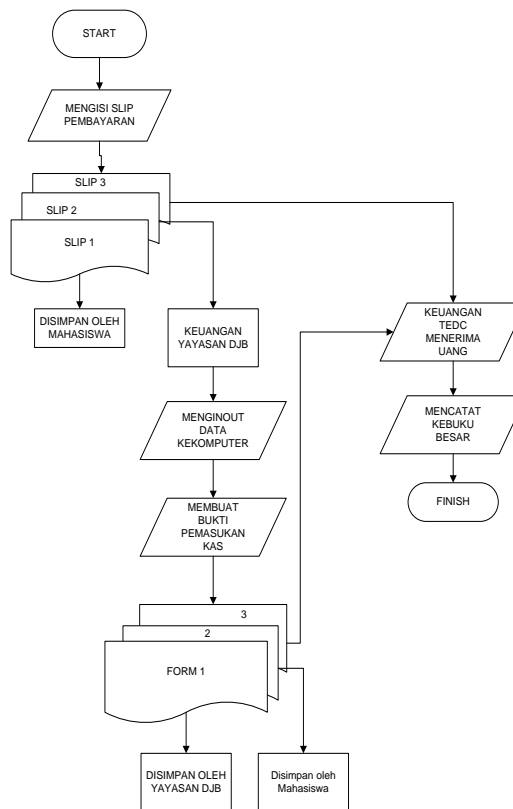 START
MENGISI SLIP
PEMBAYARAN
SLIP 3
SLIP 2
SLIP 1
DISIMPAN OLEH
MAHASISWA
KEUANGAN
YAYASAN DJB
KEUANGAN
TEDC
MENERIMA
UANG
MENGINOUT
DATA
KEKOMPUTER
MENCATAT
KEBUKU
BESAR
MEMBUAT
BUKTI
PEMASUKAN
KAS
FINISH
3
2
FORM 1
DISIMPAN OLEH
YAYASAN DJB
Disimpan oleh
Mahasiswa